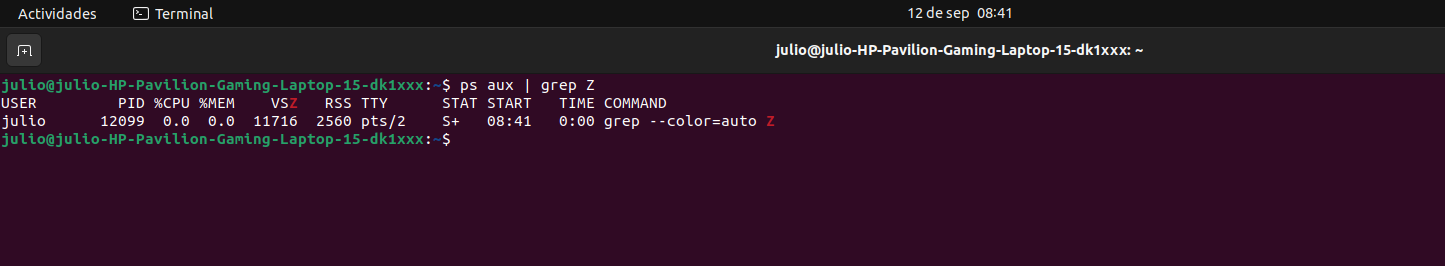 Actividades Terminal 12 de sep 08:41
julio@julio-HP-Pavilion-Gaming-Laptop-15-dk1xxx: ~
julio@julio-HP-Pavilion-Gaming-Laptop-15-dk1xxx:~$ ps aux | grep Z
USER         PID %CPU %MEM    VSZ   RSS TTY      STAT START   TIME COMMAND
julio      12099  0.0  0.0  11716  2560 pts/2    S+   08:41   0:00 grep --color=auto Z
julio@julio-HP-Pavilion-Gaming-Laptop-15-dk1xxx:~$